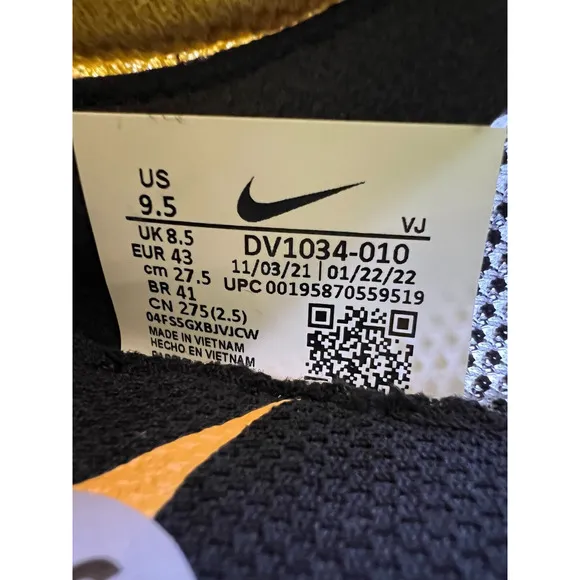 US
9.5
VJ
UK 8.5
EUR 43
cm 27.5
BR 41
CN 275(2.5)
04FSSGXBJVJCW
MADE IN VIETNAM
HECHO EN VIETNAM
DV1034-010
11/03/21 | 01/22/22
UPC 00195870559519